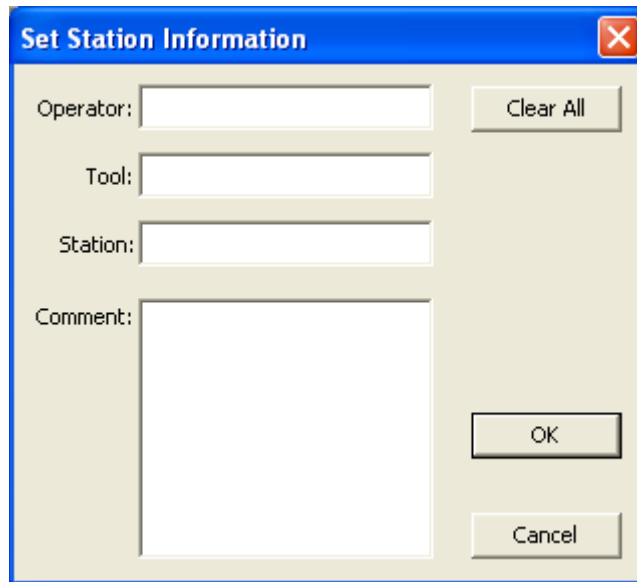 Set Station Information
Operator:
Clear All
Tool:
Station:
Comment:
OK
Cancel